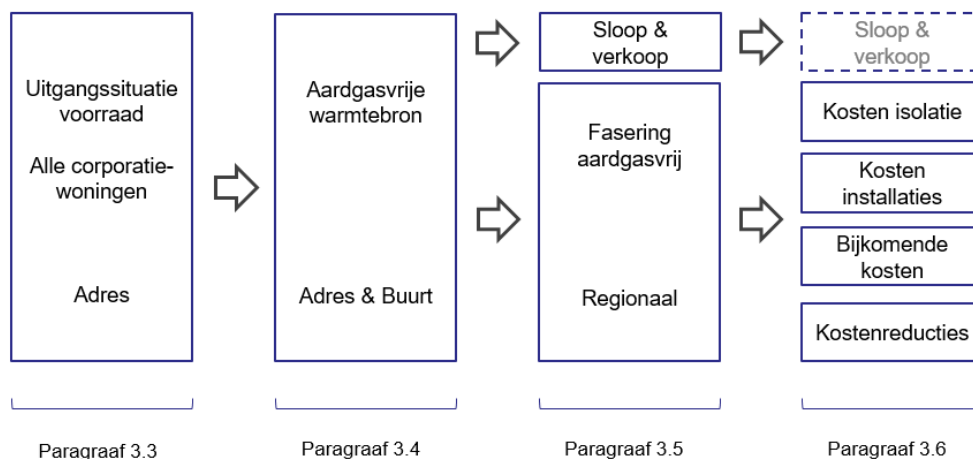 Uitgangssituatie
voorraad
Alle corporatie-
woningen
Adres
Aardgasvrije
warmtebron
Adres & Buurt
Sloop &
verkoop
Fasering
aardgasvrij
Regionaal
Sloop &
verkoop
Kosten isolatie
Kosten
installaties
Bijkomende
kosten
Kostenreducties
Paragraaf 3.3
Paragraaf 3.4
Paragraaf 3.5
Paragraaf 3.6